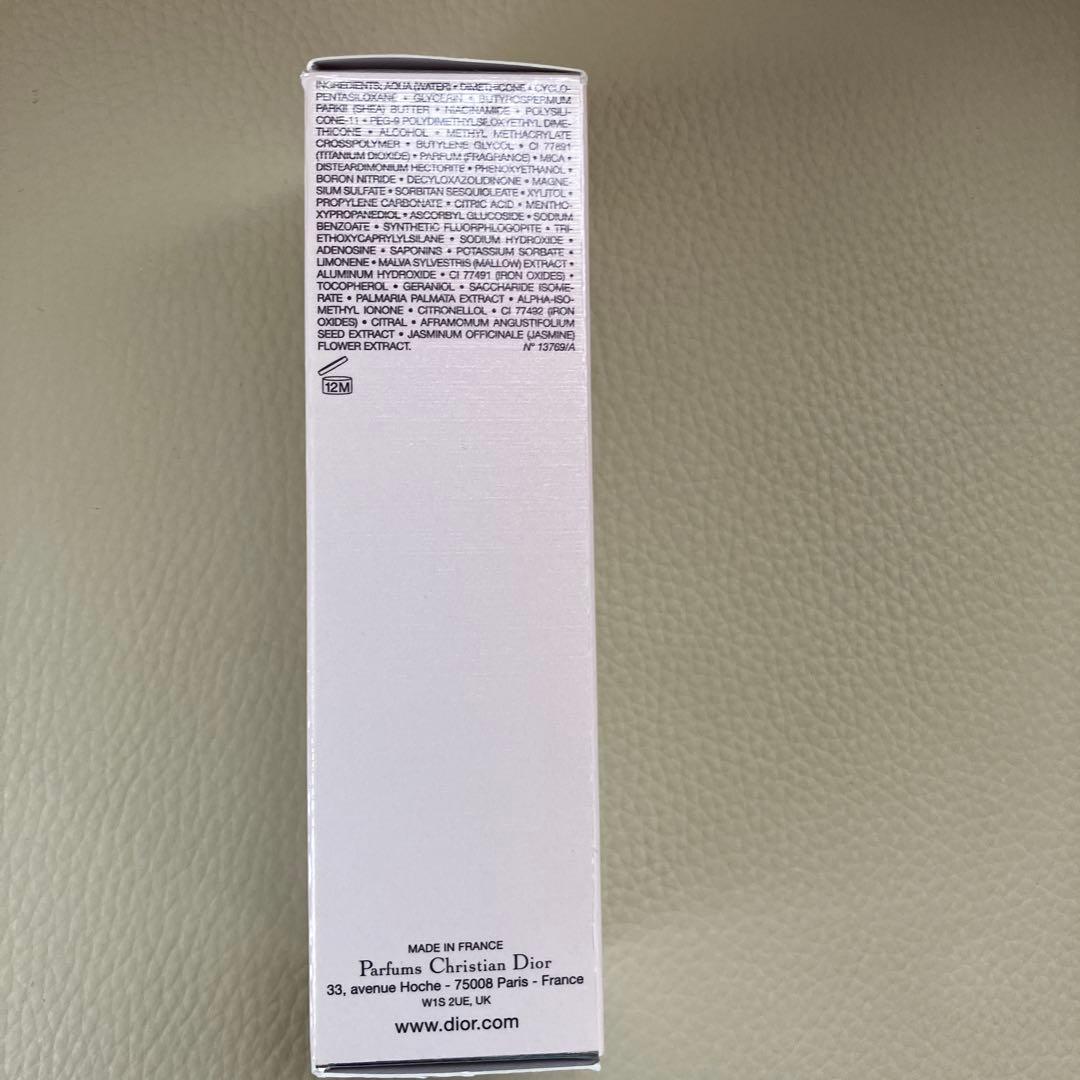 INGREDIENTS: AQUA (WATER) • DIMETHICONE • CYCLO-
PENTASILOXANE • GLYCERIN • BUTYROSPERMUM
PARKII (SHEA) BUTTER • NIACINAMIDE • POLYSILI-
CONE-11 • PEG-9 POLYDIMETHYLSILOXYETHYL DIME-
THICONE • ALCOHOL • METHYL METHACRYLATE
CROSSPOLYMER • BUTYLENE GLYCOL • CI 77891
(TITANIUM DIOXIDE) • PARFUM (FRAGRANCE) • MICA •
DISTEARDIMONIUM HECTORITE • PHENOXYETHANOL •
BORON NITRIDE • DECYLOXAZOLIDINONE • MAGNE-
SIUM SULFATE • SORBITAN SESQUIOLEATE • XYLITOL •
PROPYLENE CARBONATE • CITRIC ACID • MENTHO-
XYPROPANEDIOL • ASCORBYL GLUCOSIDE • SODIUM
BENZOATE • SYNTHETIC FLUORPHLOGOPITE • TRI-
ETHOXYCAPRYLYLSILANE • SODIUM HYDROXIDE •
ADENOSINE • SAPONINS • POTASSIUM SORBATE •
LIMONENE • MALVA SYLVESTRIS (MALLOW) EXTRACT •
ALUMINUM HYDROXIDE • CI 77491 (IRON OXIDES) •
TOCOPHEROL • GERANIOL • SACCHARIDE ISOME-
RATE • PALMARIA PALMATA EXTRACT • ALPHA-ISO-
METHYL IONONE • CITRONELLOL • CI 77492 (IRON
OXIDES) • CITRAL • AFRAMOMUM ANGUSTIFOLIUM
SEED EXTRACT • JASMINUM OFFICINALE (JASMINE)
FLOWER EXTRACT. N° 13769/A
12M
MADE IN FRANCE
Parfums Christian Dior
33, avenue Hoche - 75008 Paris - France
W1S 2UE, UK
www.dior.com